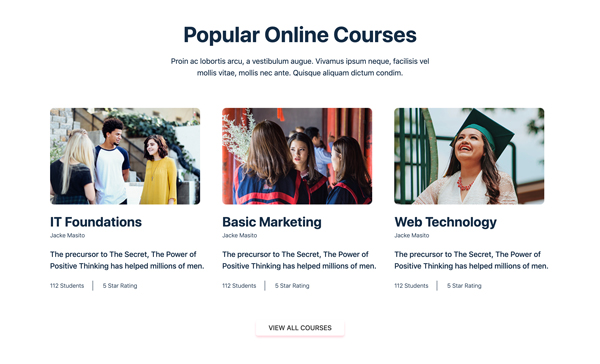 Popular Online Courses
Proin ac lobortis arcu, a vestibulum augue. Vivamus ipsum neque, facilisis vel
mollis vitae, mollis nec ante. Quisque aliquam dictum condim.
IT Foundations
Jacke Masito
The precursor to The Secret, The Power of
Positive Thinking has helped millions of men.
112 Students | 5 Star Rating
Basic Marketing
Jacke Masito
The precursor to The Secret, The Power of
Positive Thinking has helped millions of men.
112 Students | 5 Star Rating
Web Technology
Jacke Masito
The precursor to The Secret, The Power of
Positive Thinking has helped millions of men.
112 Students | 5 Star Rating
VIEW ALL COURSES